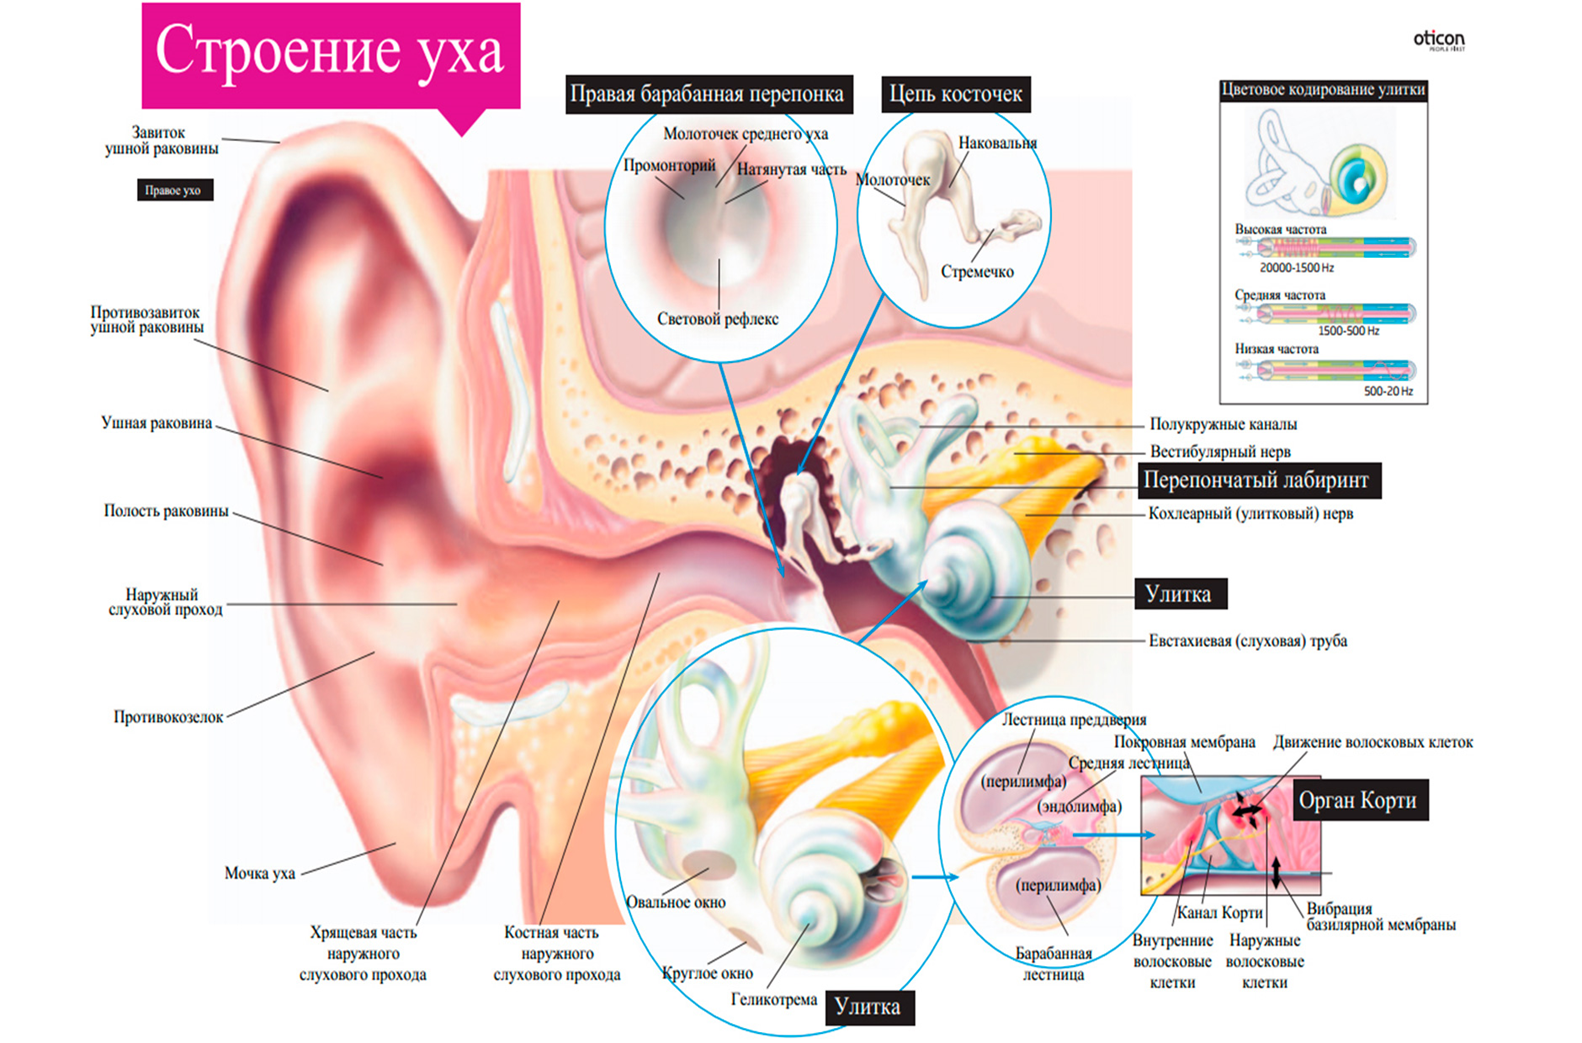 Строение уха
oticon
PEOPLE FIRST
Правая барабанная перепонка
Цепь косточек
Цветовое кодирование улитки
Завиток
ушной раковины
Правое ухо
Молоточек среднего уха
Промонторий
Натянутая часть
Световой рефлекс
Наковальня
Молоточек
Стремечко
Высокая частота
20000-1500 Hz
Средняя частота
1500-500 Hz
Низкая частота
500-20 Hz
Противозавиток
ушной раковины
Ушная раковина
Полость раковины
Наружный
слуховой проход
Противокозелок
Мочка уха
Хрящевая часть
наружного
слухового прохода
Костная часть
наружного
слухового прохода
Полукружные каналы
Вестибулярный нерв
Перепончатый лабиринт
Кохлеарный (улитковый) нерв
Улитка
Евстахиевая (слуховая) труба
Овальное окно
Круглое окно
Геликотрема
Улитка
Лестница преддверия
(перилимфа)
Средняя лестница
(эндолимфа)
(перилимфа)
Барабанная
лестница
Покровная мембрана
Движение волосковых клеток
Орган Корти
Канал Корти
Внутренние
волосковые
клетки
Наружные
волосковые
клетки
Вибрация
базилярной мембраны